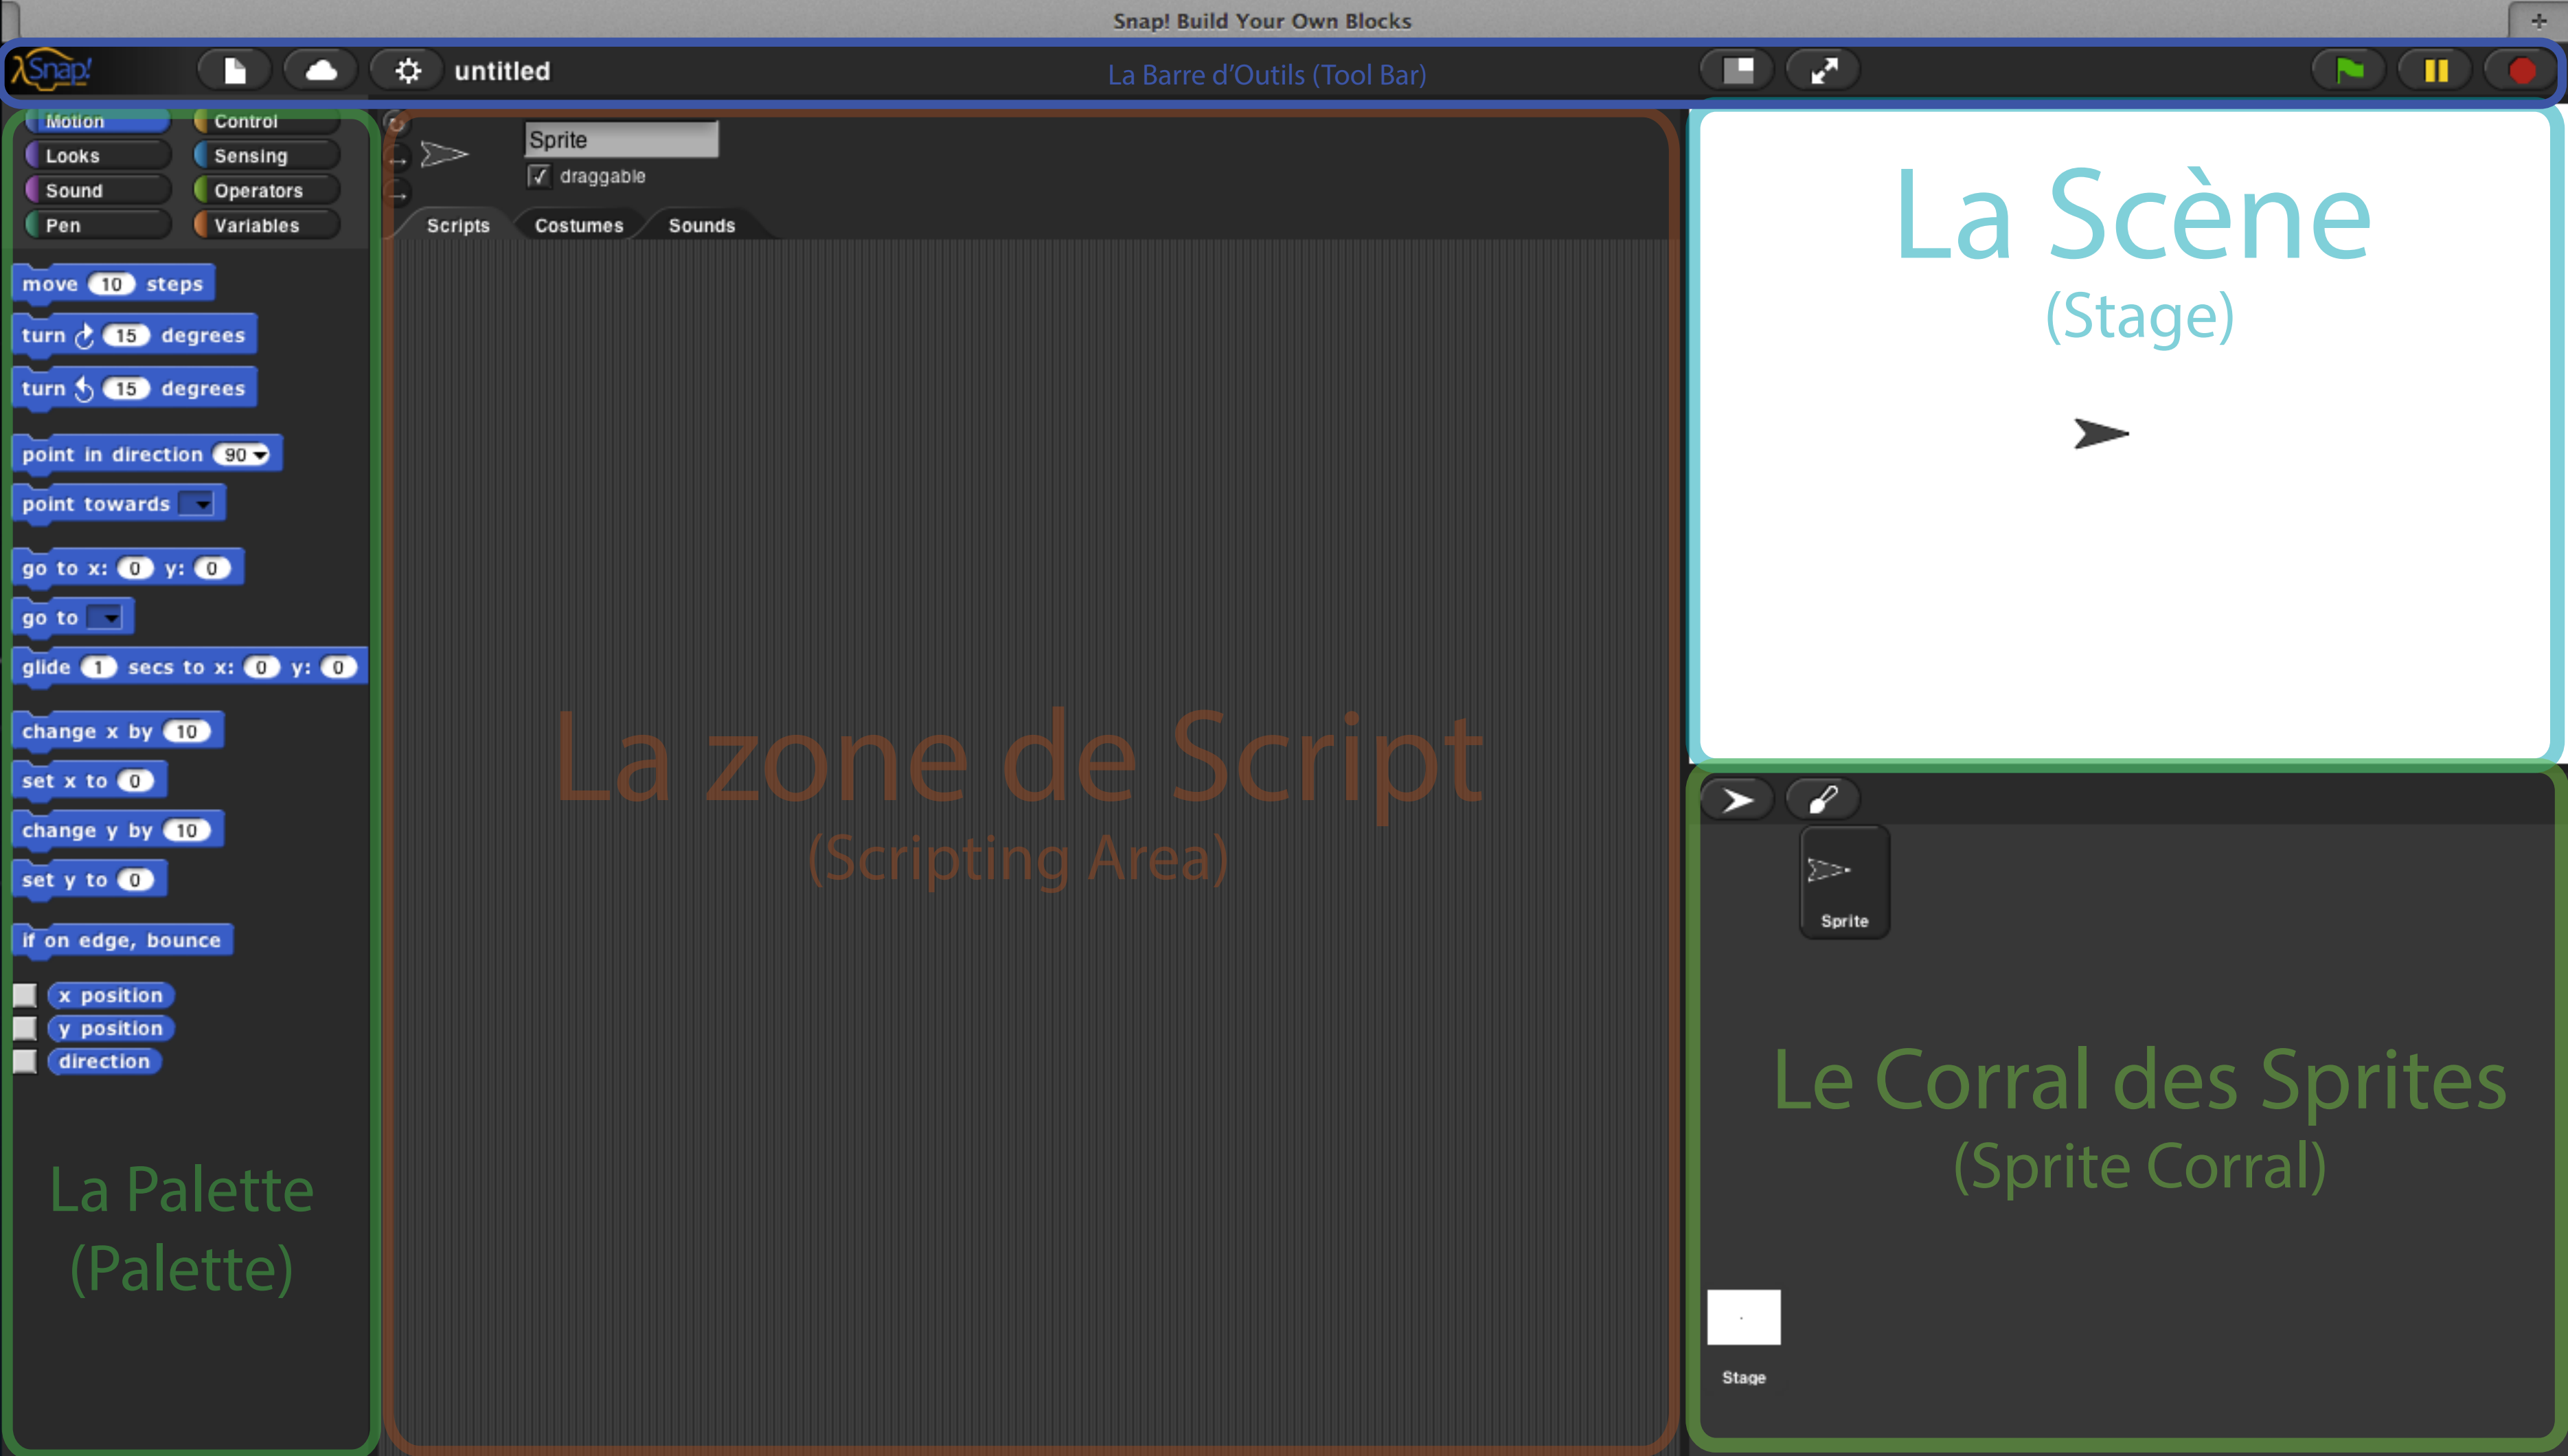 Snap! Build Your Own Blocks
λSnap!
untitled
La Barre d’Outils (Tool Bar)
Motion
Control
Looks
Sensing
Sound
Operators
Pen
Variables
move 10 steps
turn 15 degrees
turn 15 degrees
point in direction 90
point towards
go to x: 0 y: 0
go to
glide 1 secs to x: 0 y: 0
change x by 10
set x to 0
change y by 10
set y to 0
if on edge, bounce
x position
y position
direction
La Palette
(Palette)
Sprite
draggable
Scripts
Costumes
Sounds
La zone de Script
(Scripting Area)
La Scène
(Stage)
Sprite
Le Corral des Sprites
(Sprite Corral)
Stage